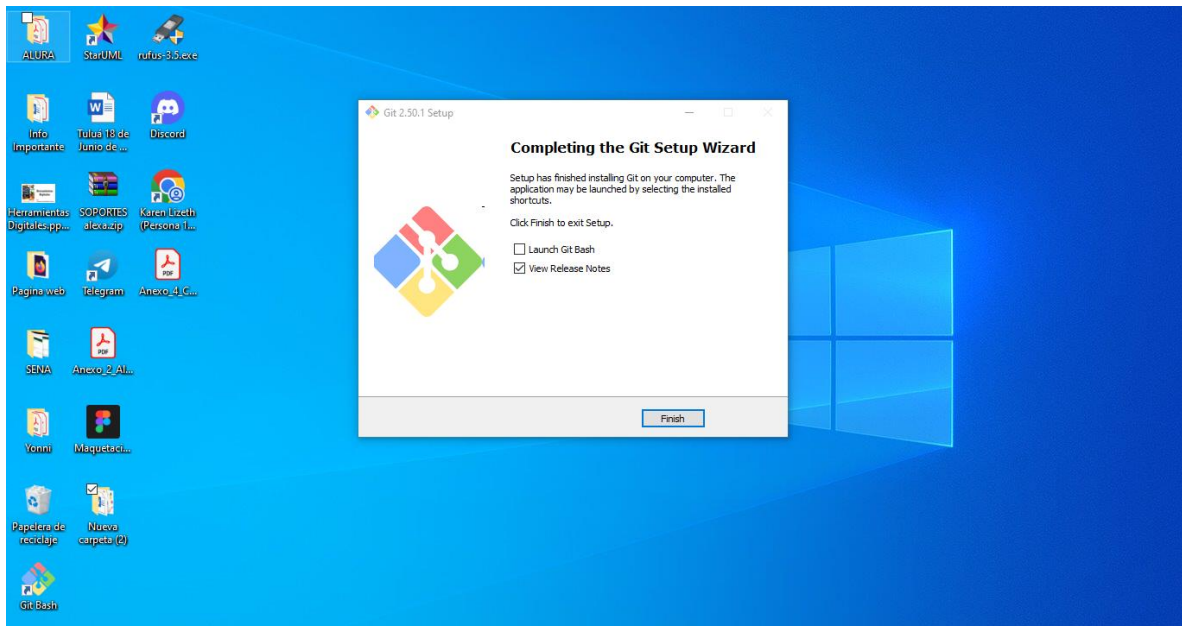 ALURA
StarUML
rufus-3.5.exe
Info
Importante
Tuluá 18 de
Junio de ...
Discord
Herramientas
Digitales.pp...
SOPORTES
alexa.zip
Karen Lizeth
(Persona 1...
Pagina web
Telegram
PDF
Anexo_4_C...
SENA
PDF
Anexo_2_Al...
Yonni
Maquetaci...
Papelera de
reciclaje
Nueva
carpeta (2)
Git Bash
Git 2.50.1 Setup
Completing the Git Setup Wizard
Setup has finished installing Git on your computer. The
application may be launched by selecting the installed
shortcuts.
Click Finish to exit Setup.
Launch Git Bash
View Release Notes
Finish